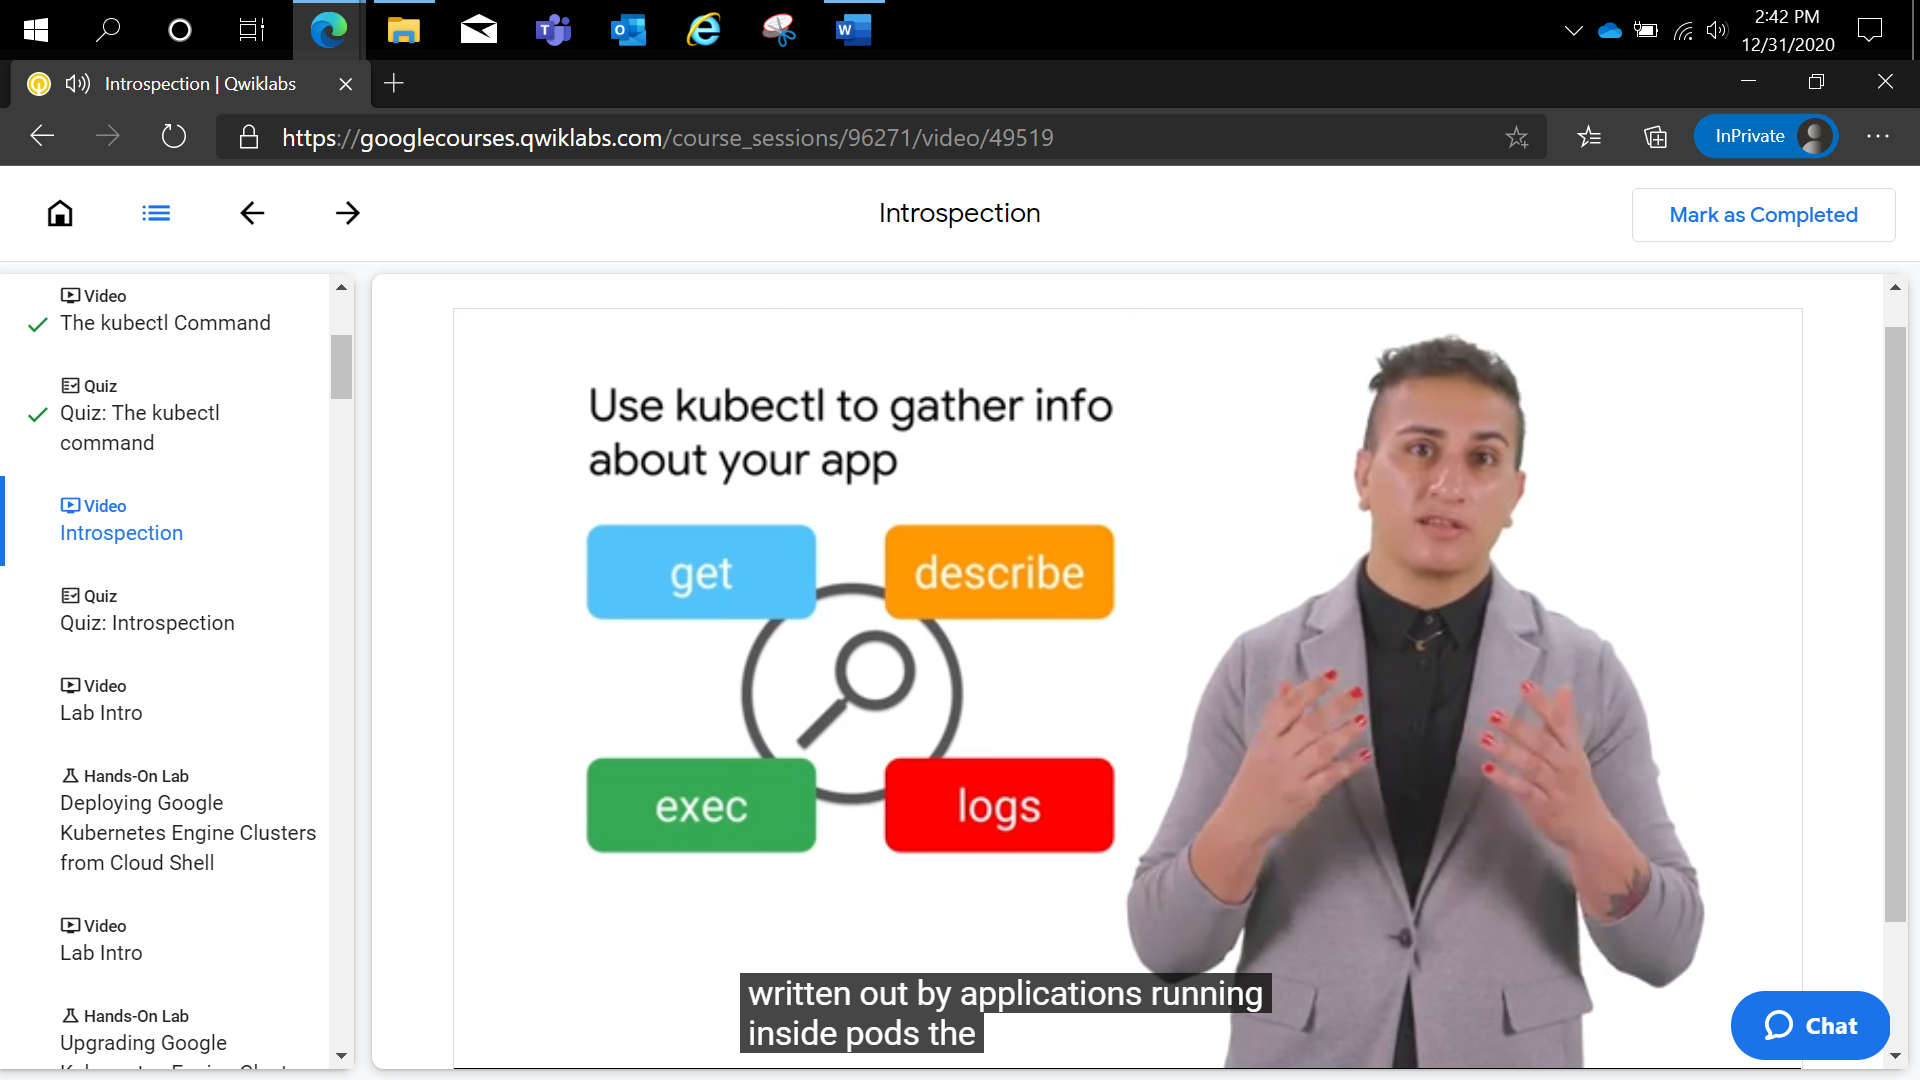 2:42 PM
12/31/2020
Introspection | Qwiklabs
https://googlecourses.qwiklabs.com/course_sessions/96271/video/49519
InPrivate
Introspection
Mark as Completed
Video
The kubectl Command
Quiz
Quiz: The kubectl
command
Video
Introspection
Quiz
Quiz: Introspection
Video
Lab Intro
Hands-On Lab
Deploying Google
Kubernetes Engine Clusters
from Cloud Shell
Video
Lab Intro
Hands-On Lab
Upgrading Google
Use kubectl to gather info
about your app
get
describe
exec
logs
written out by applications running
inside pods the
Chat